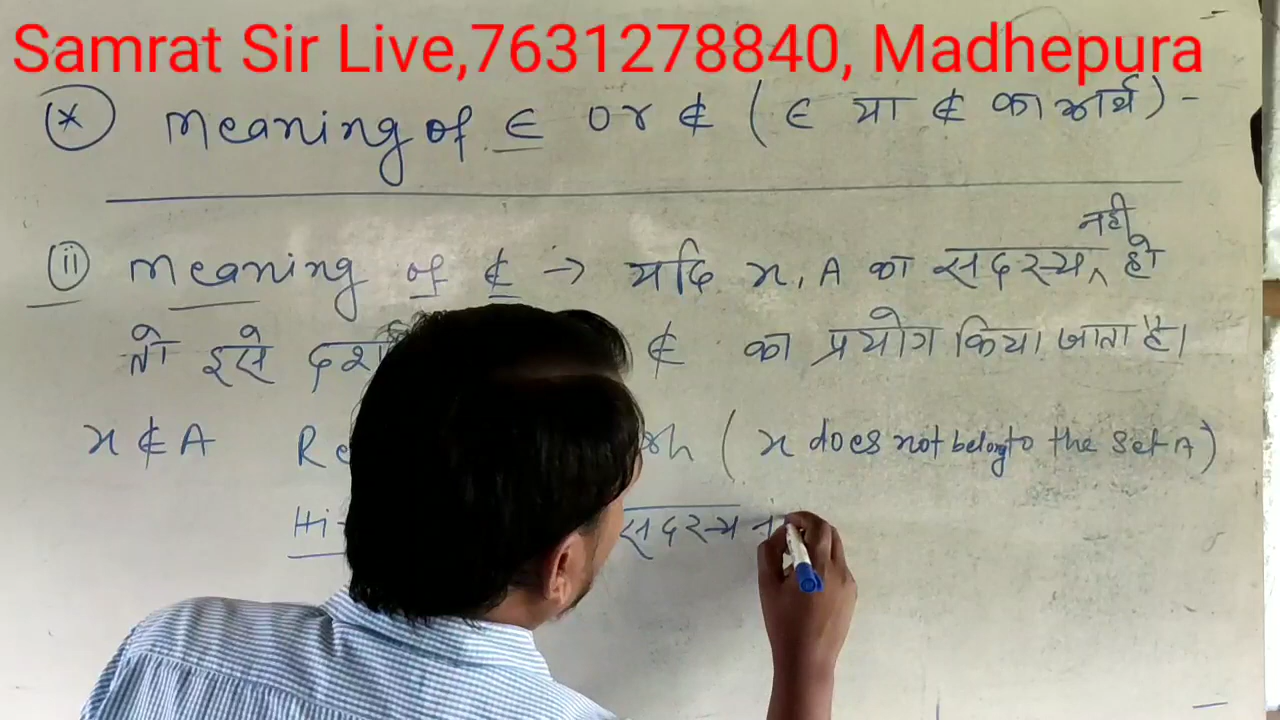 Samrat Sir Live,7631278840, Madhepura
* meaning of ∈ or ∉ ( ∈ या ∉ का अर्थ ) -
ii meaning of ∉ → यदि x, A का सदस्य नही हो
तो इसे ∉ का प्रयोग किया जाता है।
x ∉ A ( x does not belong to the set A )
सदस्य